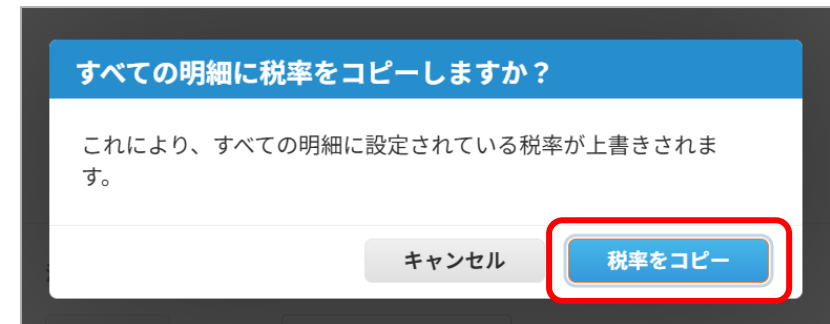 すべての明細に税率をコピーしますか？
これにより、すべての明細に設定されている税率が上書きされま
す。
キャンセル
税率をコピー